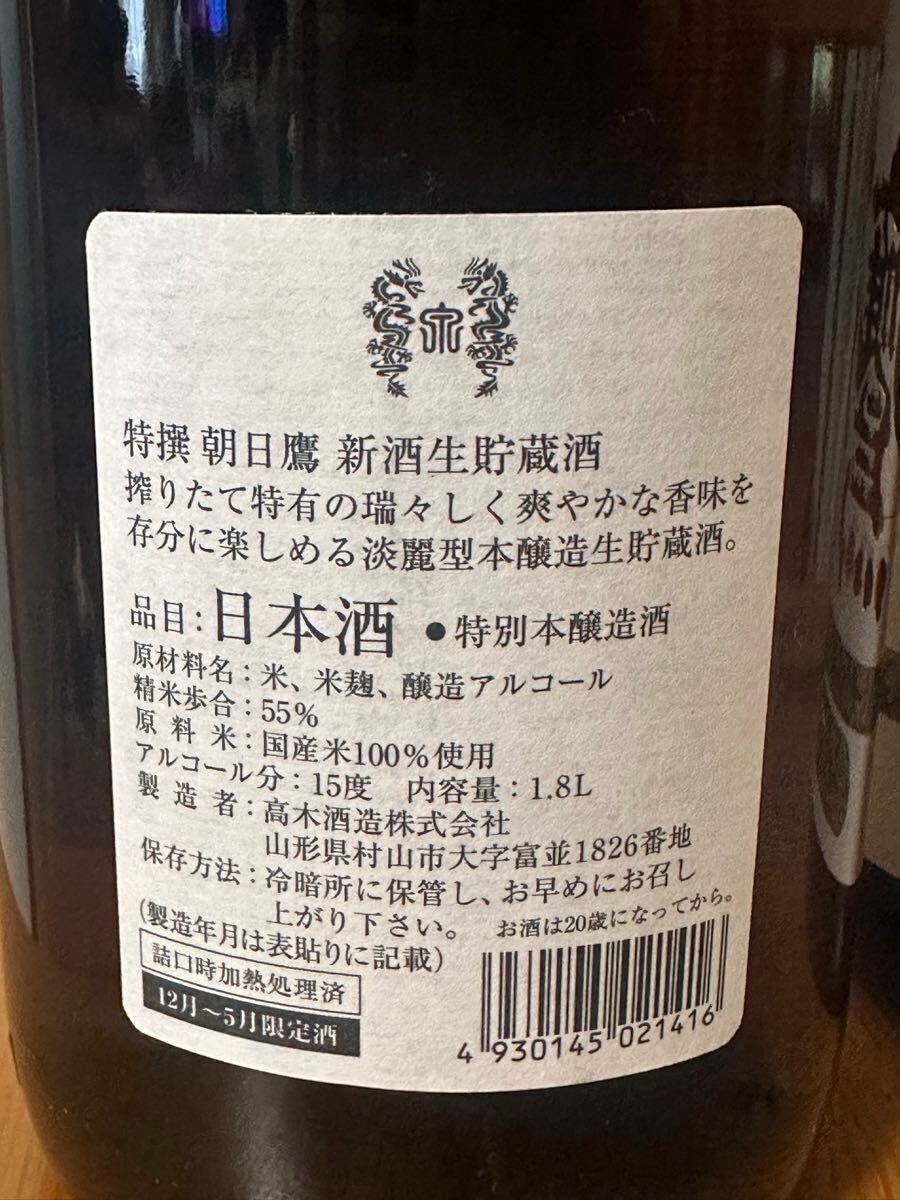 特撰 朝日鷹 新酒生貯蔵酒
搾りたて特有の瑞々しく爽やかな香味を
存分に楽しめる淡麗型本醸造生貯蔵酒。
品目:日本酒 ●特別本醸造酒
原材料名:米、米麹、醸造アルコール
精米歩合:55%
原料米:国産米100%使用
アルコール分:15度 内容量:1.8L
製造者:高木酒造株式会社
山形県村山市大字富並1826番地
保存方法:冷暗所に保管し、お早めにお召し
上がり下さい。
お酒は20歳になってから。
(製造年月は表貼りに記載)
詰口時加熱処理済
12月〜5月限定酒
4 930145 021416